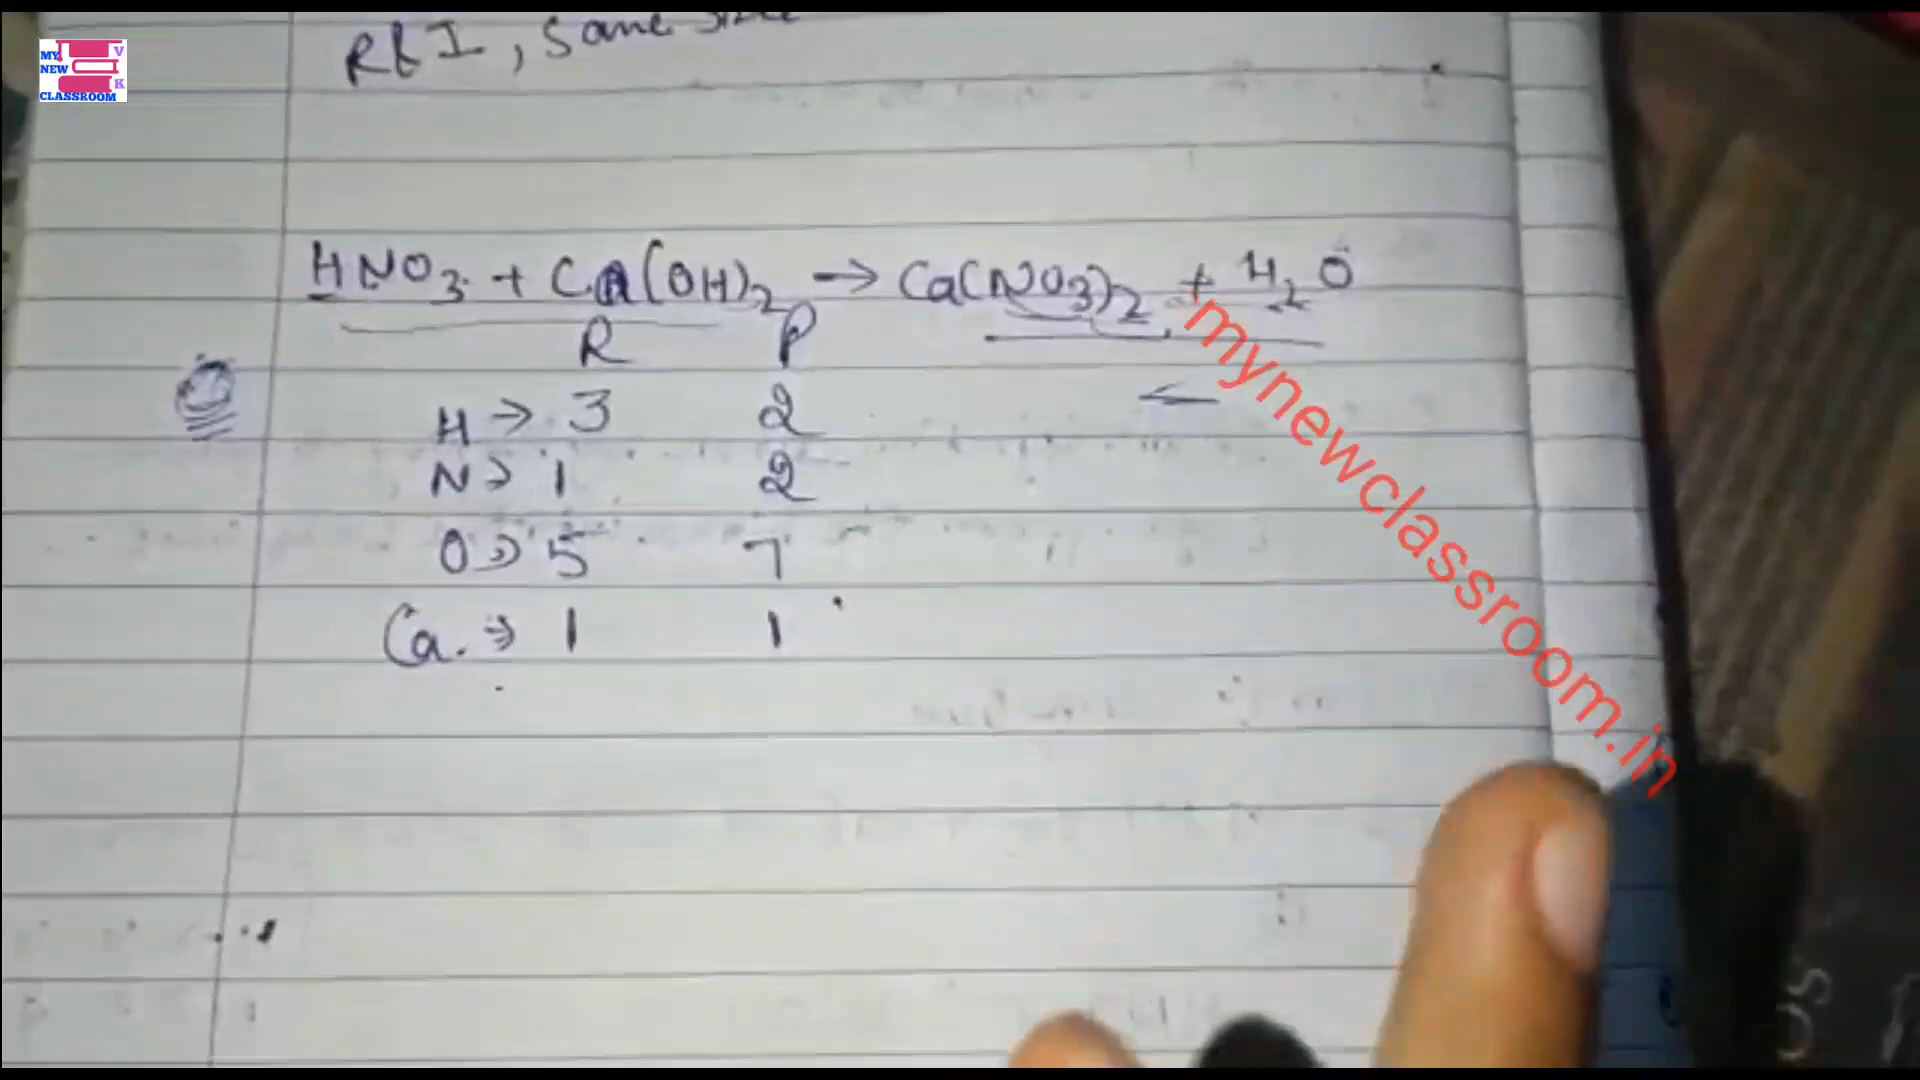 R&I, same
MY
NEW
CLASSROOM
V
K
HNO3 + Ca(OH)2 → Ca(NO3)2 + H2O
R P
H → 3 2
N → 1 2
O → 5 7
Ca. → 1 1
mynewclassroom.in